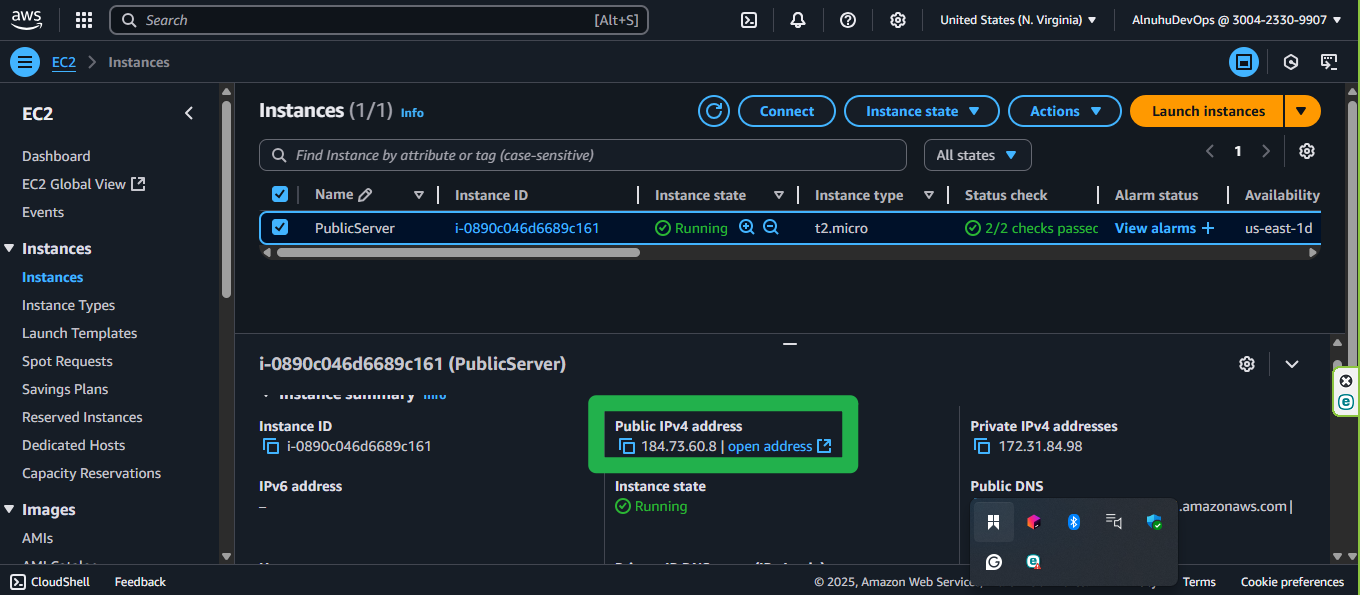 aws
Search [Alt+S]
United States (N. Virginia)
AlnuhuDevOps @ 3004-2330-9907
EC2
Instances
EC2
Dashboard
EC2 Global View
Events
Instances
Instances
Instance Types
Launch Templates
Spot Requests
Savings Plans
Reserved Instances
Dedicated Hosts
Capacity Reservations
Images
AMIs
Instances (1/1) Info
Connect
Instance state
Actions
Launch instances
Find Instance by attribute or tag (case-sensitive)
All states
1
Name
Instance ID
Instance state
Instance type
Status check
Alarm status
Availability
PublicServer
i-0890c046d6689c161
Running
t2.micro
2/2 checks passec
View alarms +
us-east-1d
i-0890c046d6689c161 (PublicServer)
Instance summary Info
Instance ID
i-0890c046d6689c161
Public IPv4 address
184.73.60.8 | open address
Private IPv4 addresses
172.31.84.98
IPv6 address
–
Instance state
Running
Public DNS
.amazonaws.com |
CloudShell
Feedback
© 2025, Amazon Web Servic
Terms
Cookie preferences